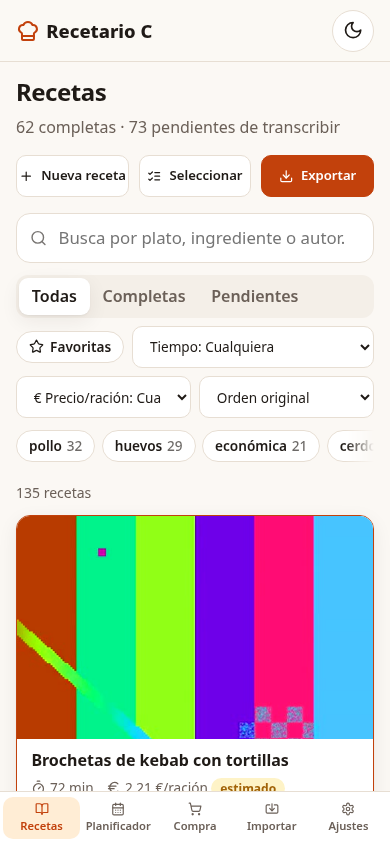 Recetario C
Recetas
62 completas · 73 pendientes de transcribir
Nueva receta
Seleccionar
Exportar
Busca por plato, ingrediente o autor.
Todas
Completas
Pendientes
Favoritas
Tiempo: Cualquiera
€ Precio/ración: Cua
Orden original
pollo 32
huevos 29
económica 21
cerdo
135 recetas
Brochetas de kebab con tortillas
72 min
€ 2,21 €/ración
estimado
Recetas
Planificador
Compra
Importar
Ajustes